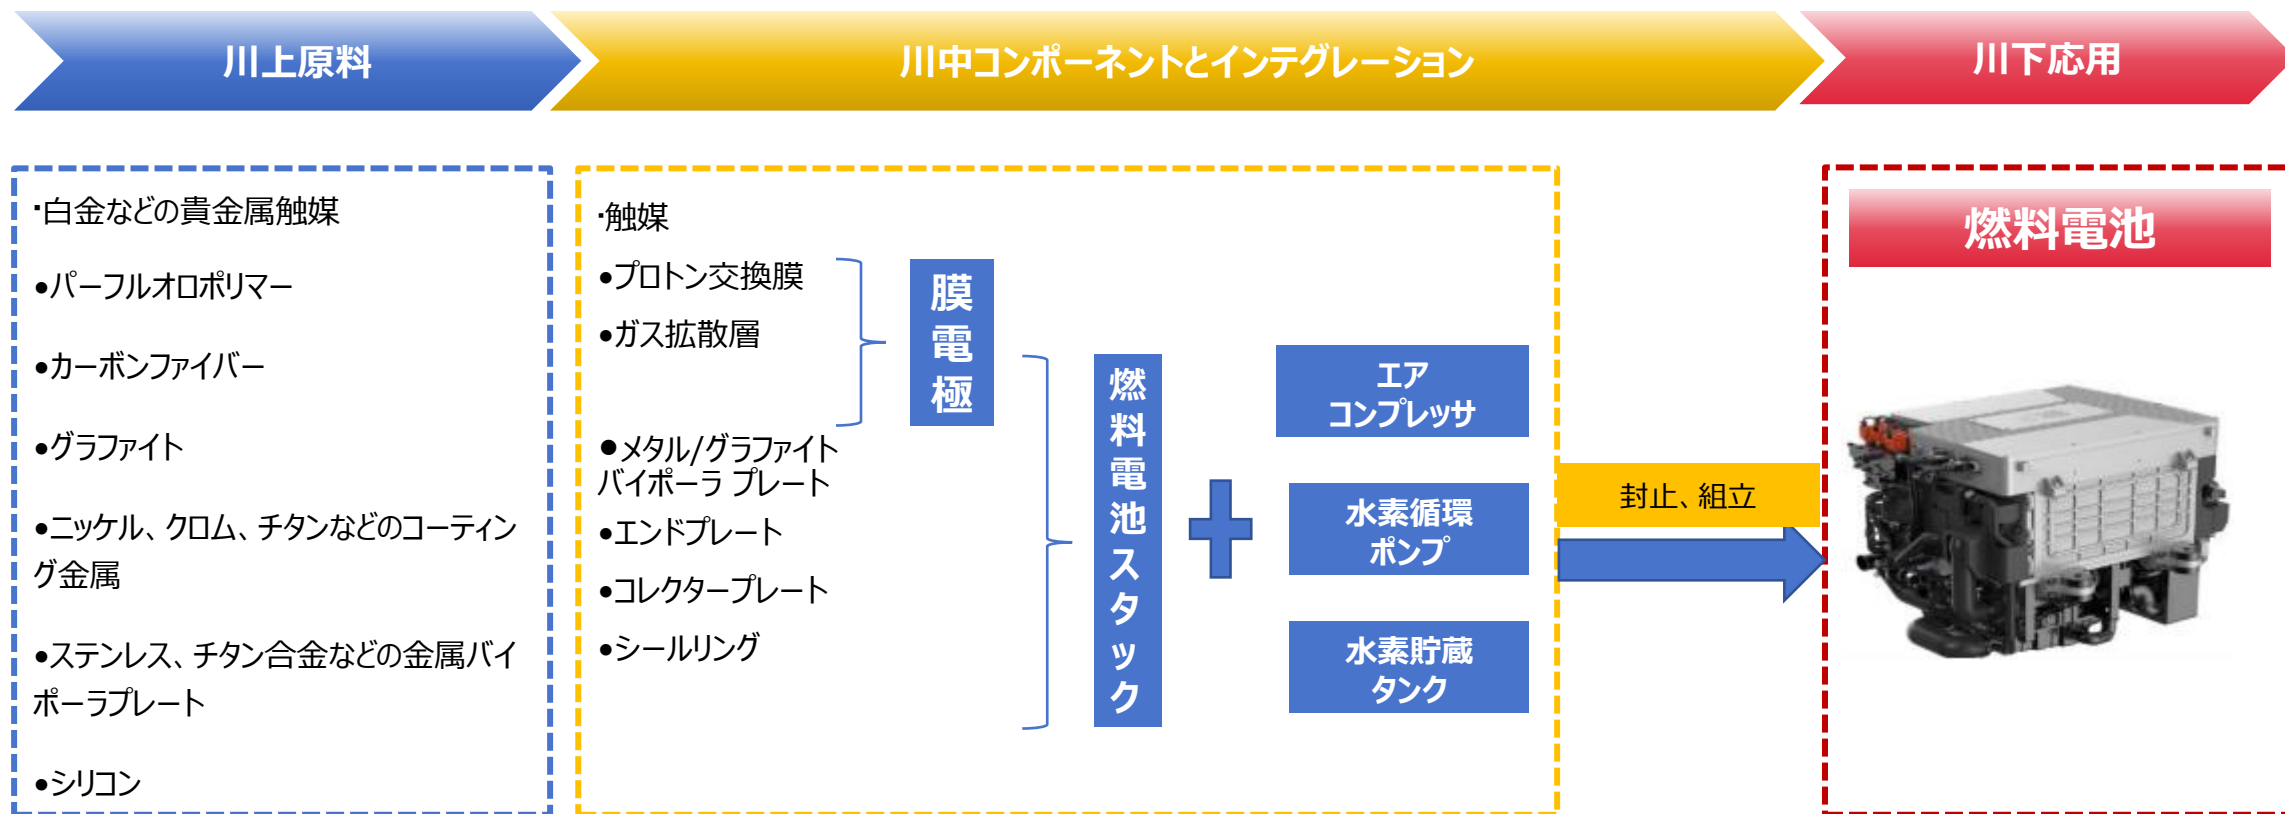 川上原料
川中コンポーネントとインテグレーション
川下応用
･白金などの貴金属触媒
●パーフルオロポリマー
●カーボンファイバー
●グラファイト
●ニッケル、クロム、チタンなどのコーティン
グ金属
●ステンレス、チタン合金などの金属バイ
ポーラプレート
●シリコン
･触媒
●プロトン交換膜
●ガス拡散層
●メタル/グラファイト
バイポーラ プレート
●エンドプレート
●コレクタープレート
●シールリング
膜電極
燃料電池スタック
エア
コンプレッサ
水素循環
ポンプ
水素貯蔵
タンク
封止、組立
燃料電池